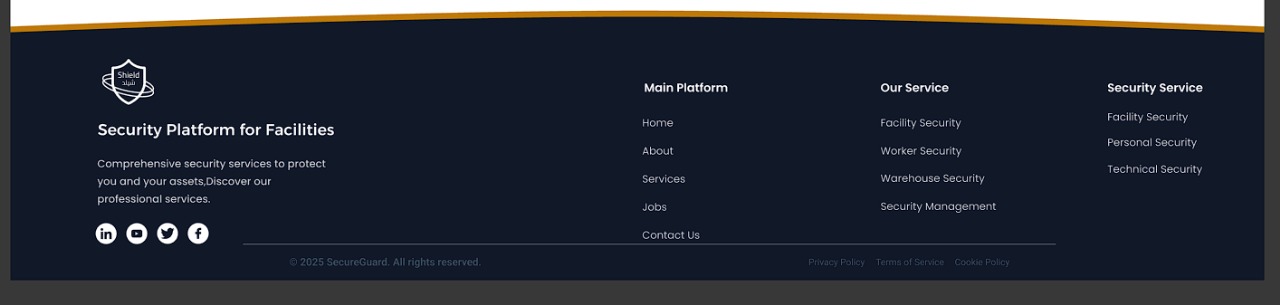 Shield
شيلد
Security Platform for Facilities
Comprehensive security services to protect
you and your assets,Discover our
professional services.
Main Platform
Home
About
Services
Jobs
Contact Us
Our Service
Facility Security
Worker Security
Warehouse Security
Security Management
Security Service
Facility Security
Personal Security
Technical Security
© 2025 SecureGuard. All rights reserved.
Privacy Policy Terms of Service Cookie Policy